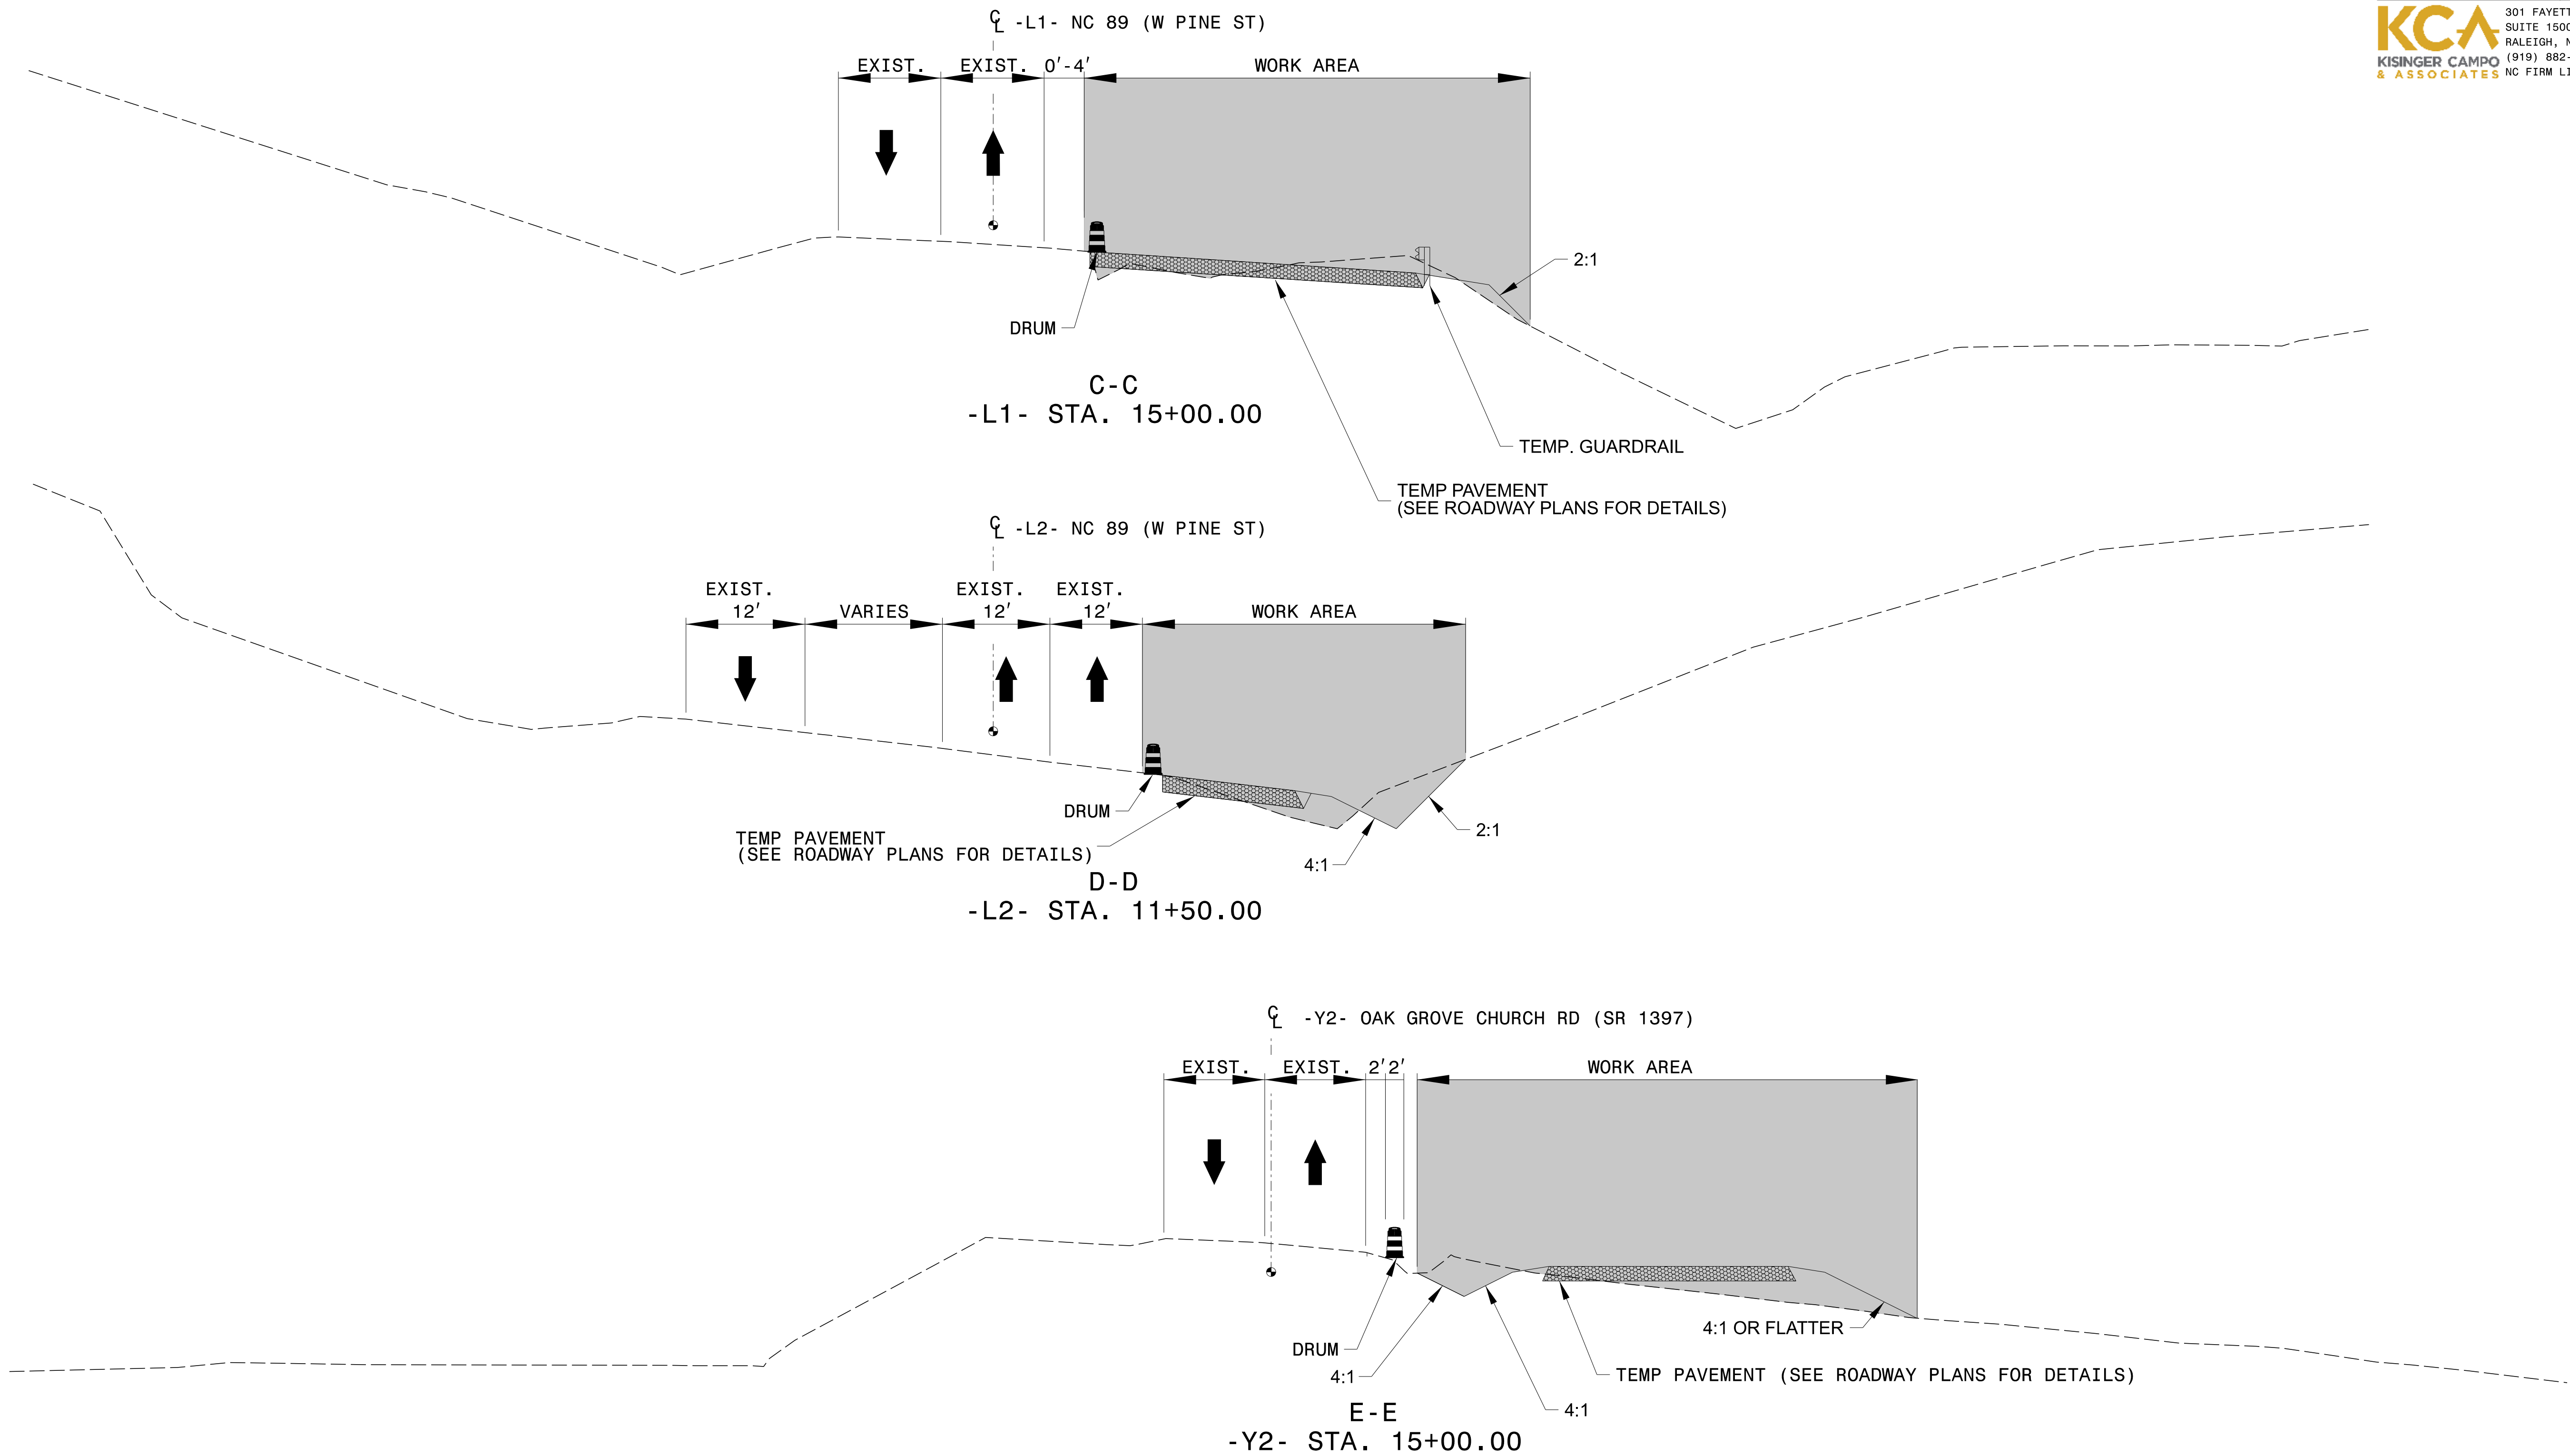 KCA
KISINGER CAMPO
& ASSOCIATES
SUITE 1500
RALEIGH,
(919) 882-
NC FIRM
C̲L -L1- NC 89 (W PINE ST)
EXIST. EXIST. 0'-4' WORK AREA
2:1
DRUM
C-C
-L1- STA. 15+00.00
TEMP. GUARDRAIL
TEMP PAVEMENT
(SEE ROADWAY PLANS FOR DETAILS)
CL -L2- NC 89 (W PINE ST)
EXIST. EXIST. EXIST.
12' VARIES 12' 12' WORK AREA
DRUM
TEMP PAVEMENT
(SEE ROADWAY PLANS FOR DETAILS)
2:1
4:1
D-D
-L2- STA. 11+50.00
CL -Y2- OAK GROVE CHURCH RD (SR 1397)
EXIST. EXIST. 2' 2' WORK AREA
4:1 OR FLATTER
DRUM
4:1
TEMP PAVEMENT (SEE ROADWAY PLANS FOR DETAILS)
4:1
E-E
-Y2- STA. 15+00.00